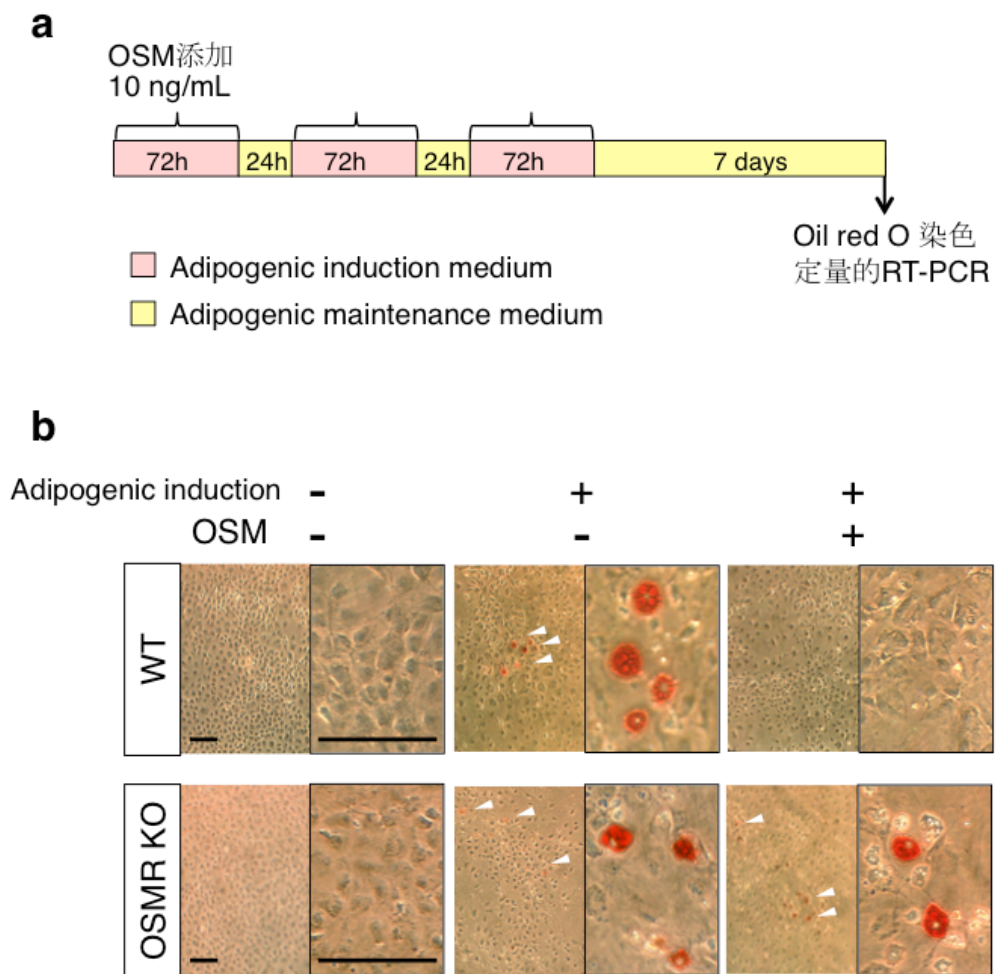 a
OSM添加
10 ng/mL
72h 24h 72h 24h 72h 7 days
Oil red O 染色
定量的RT-PCR
Adipogenic induction medium
Adipogenic maintenance medium
b
Adipogenic induction - + +
OSM - - +
WT
OSMR KO